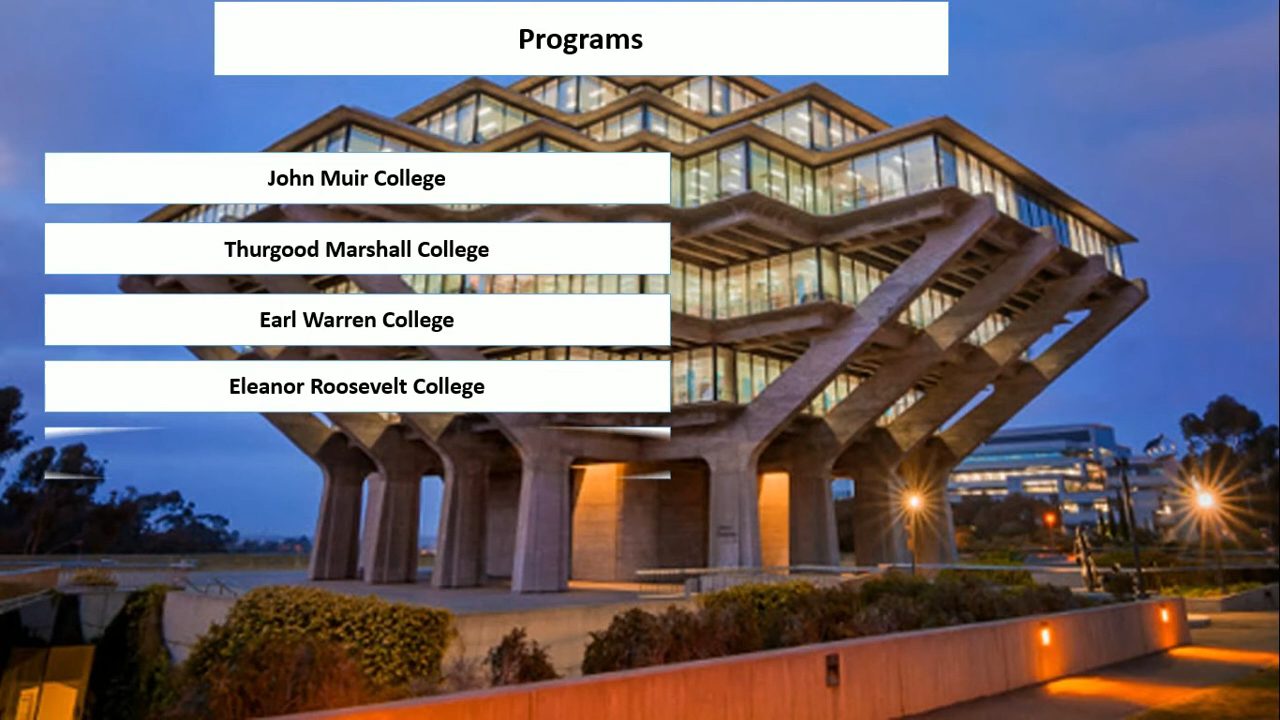 Programs
John Muir College
Thurgood Marshall College
Earl Warren College
Eleanor Roosevelt College